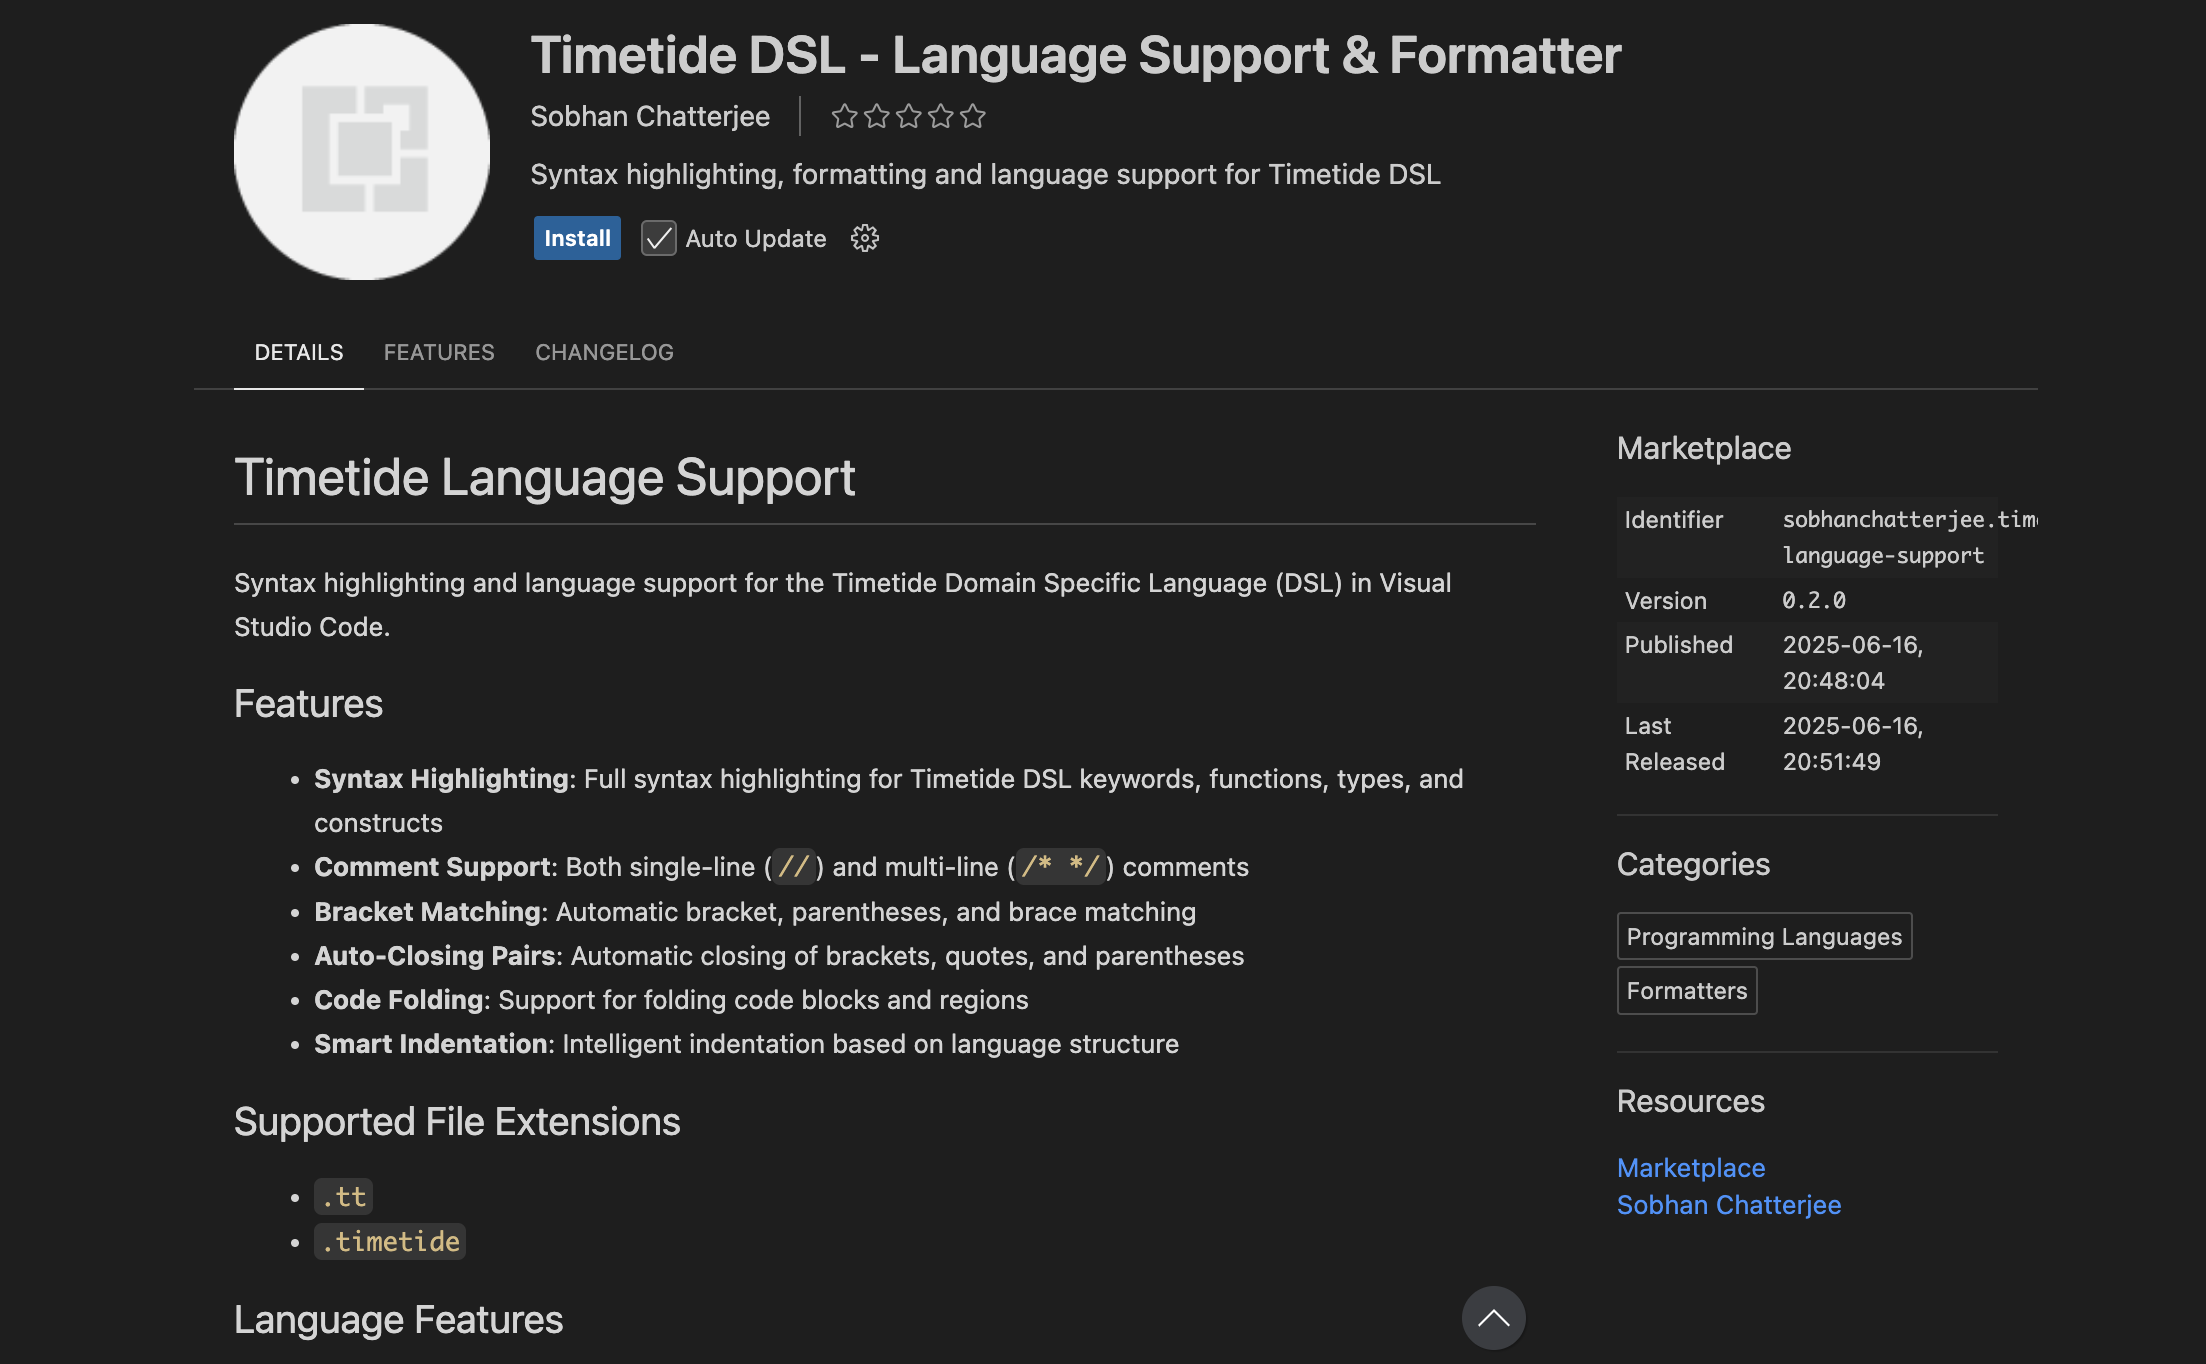 Timetide DSL - Language Support & Formatter
Sobhan Chatterjee
Syntax highlighting, formatting and language support for Timetide DSL
Install
Auto Update
DETAILS FEATURES CHANGELOG
Timetide Language Support
Syntax highlighting and language support for the Timetide Domain Specific Language (DSL) in Visual
Studio Code.
Features
• Syntax Highlighting: Full syntax highlighting for Timetide DSL keywords, functions, types, and
constructs
• Comment Support: Both single-line (//) and multi-line (/* */) comments
• Bracket Matching: Automatic bracket, parentheses, and brace matching
• Auto-Closing Pairs: Automatic closing of brackets, quotes, and parentheses
• Code Folding: Support for folding code blocks and regions
• Smart Indentation: Intelligent indentation based on language structure
Supported File Extensions
• .tt
• .timetide
Language Features
Marketplace
Identifier sobhanchatterjee.tim
language-support
Version 0.2.0
Published 2025-06-16,
20:48:04
Last 2025-06-16,
Released 20:51:49
Categories
Programming Languages
Formatters
Resources
Marketplace
Sobhan Chatterjee